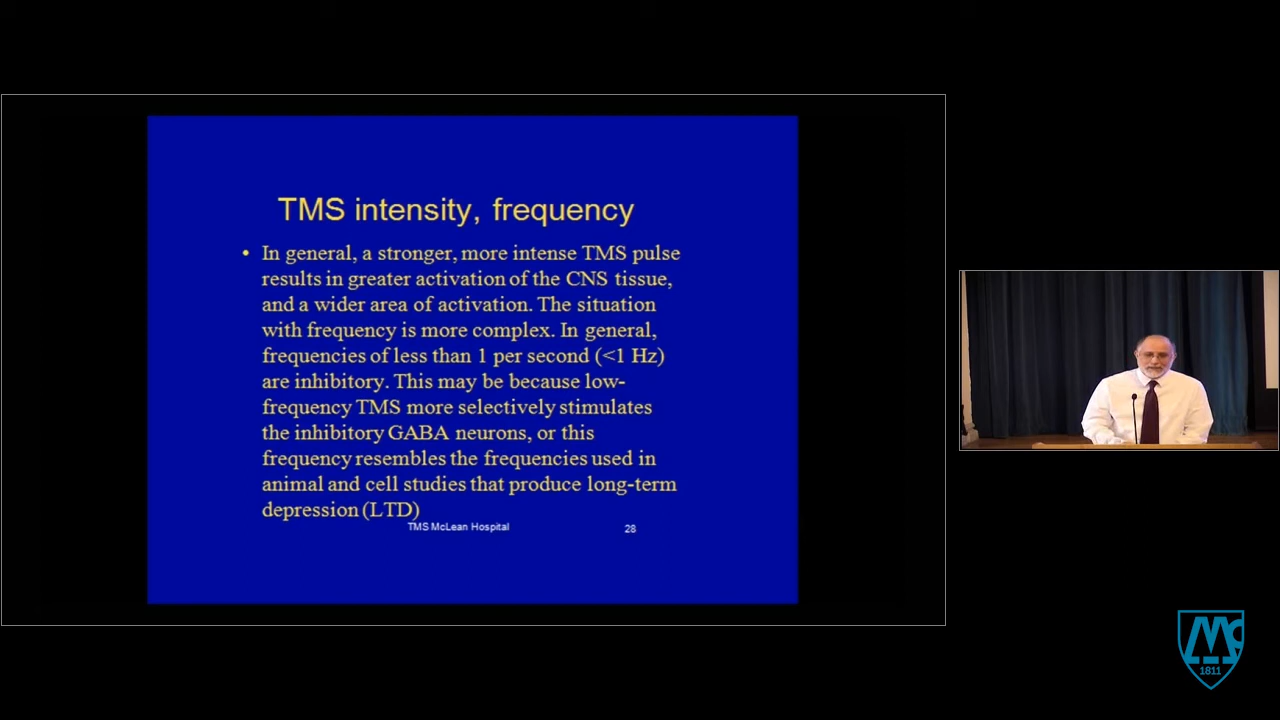 TMS intensity, frequency
• In general, a stronger, more intense TMS pulse
results in greater activation of the CNS tissue,
and a wider area of activation. The situation
with frequency is more complex. In general,
frequencies of less than 1 per second (<1 Hz)
are inhibitory. This may be because low-
frequency TMS more selectively stimulates
the inhibitory GABA neurons, or this
frequency resembles the frequencies used in
animal and cell studies that produce long-term
depression (LTD)
TMS McLean Hospital 28
Mc
1811